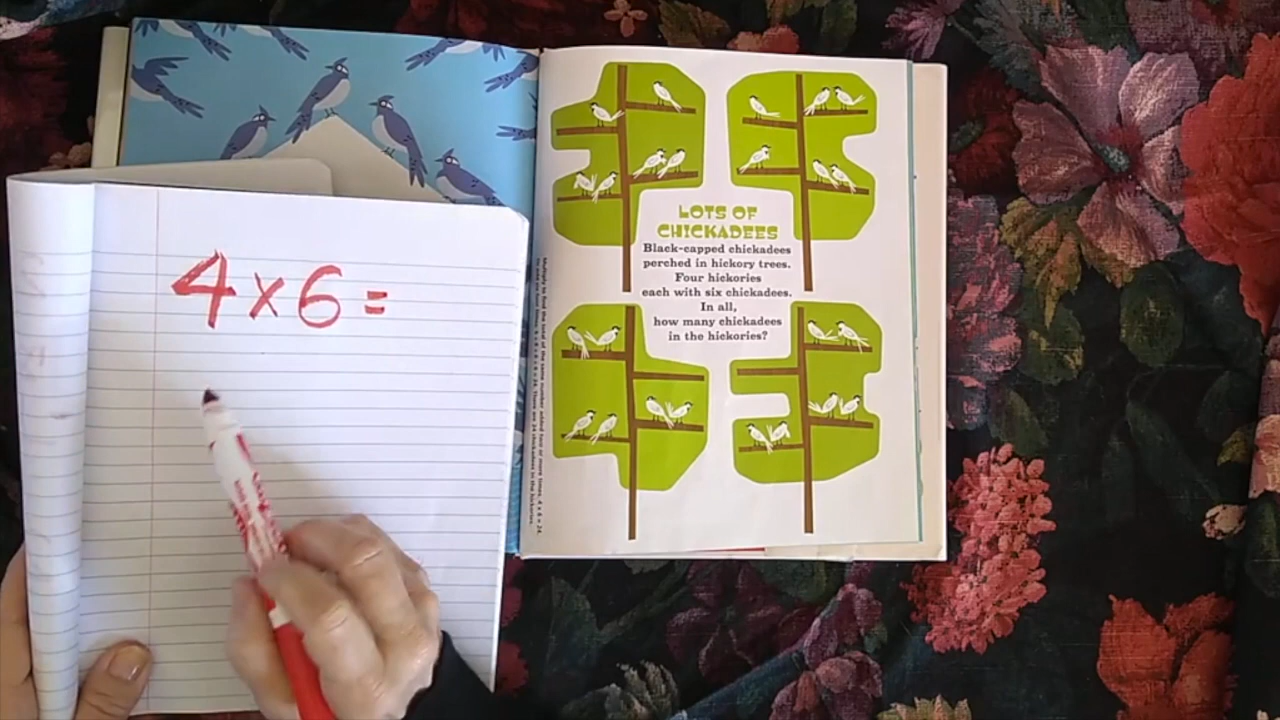 4 x 6 =
LOTS OF
CHICKADEES
Black-capped chickadees
perched in hickory trees.
Four hickories
each with six chickadees.
In all,
how many chickadees
in the hickories?